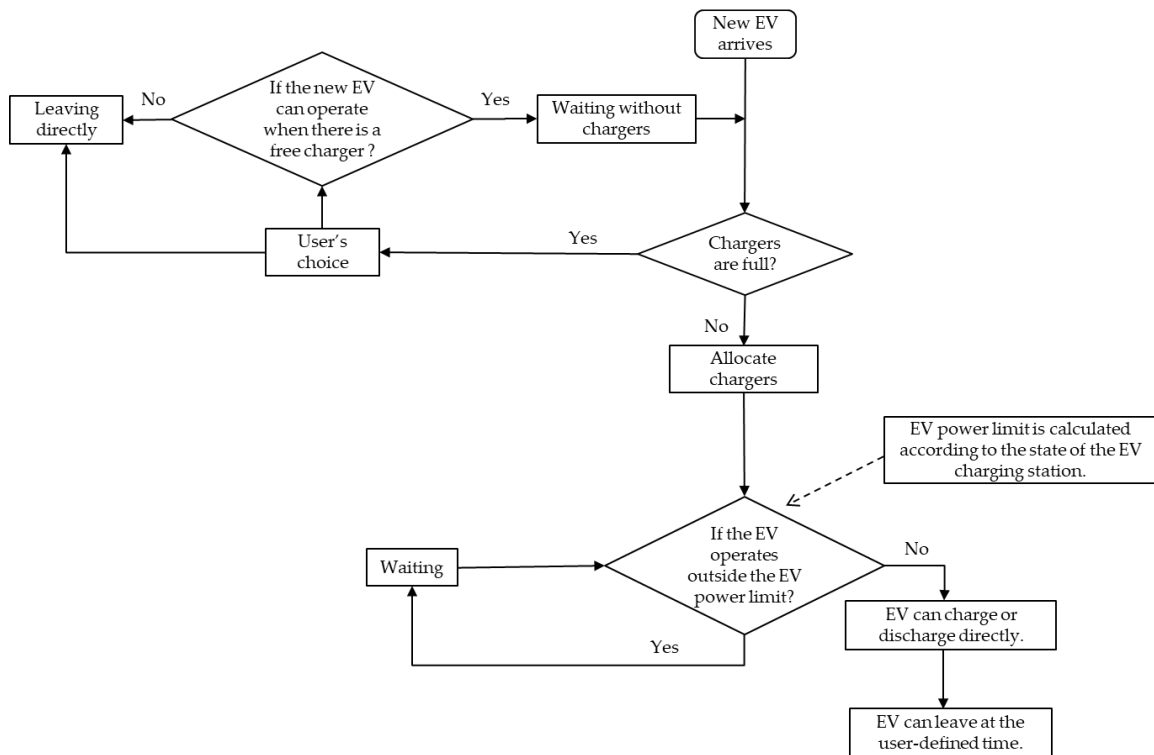 New EV
arrives
If the new EV
can operate
when there is a
free charger ?
No
Leaving
directly
Yes
Waiting without
chargers
User's
choice
Yes
Chargers
are full?
No
Allocate
chargers
EV power limit is calculated
according to the state of the EV
charging station.
If the EV
operates
outside the EV
power limit?
Waiting
Yes
No
EV can charge or
discharge directly.
EV can leave at the
user-defined time.